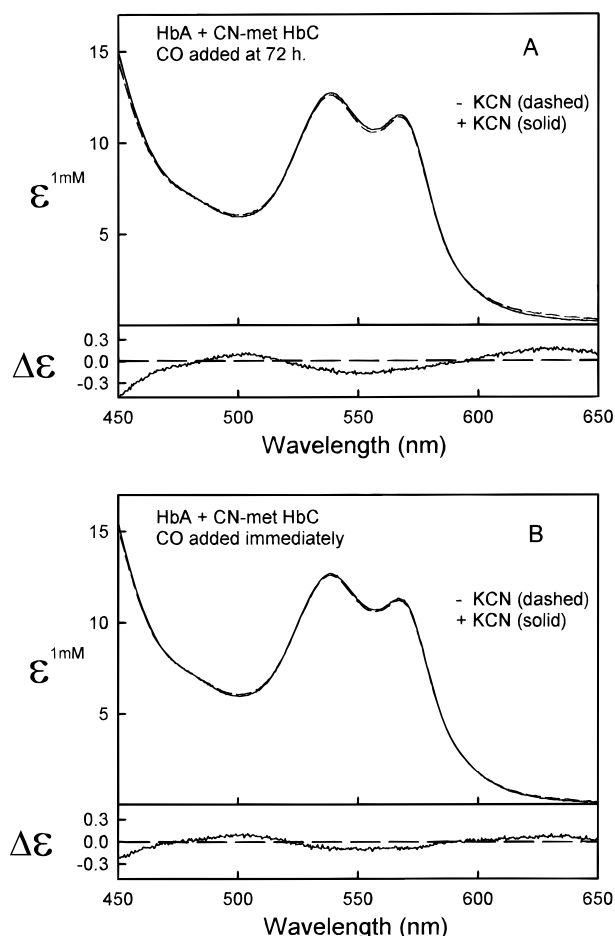 HbA + CN-met HbC
CO added at 72 h.
A
- KCN (dashed)
+ KCN (solid)
15
10
5
ε 1mM
0.3
0.0
-0.3
Δε
450 500 550 600 650
Wavelength (nm)
HbA + CN-met HbC
CO added immediately
B
- KCN (dashed)
+ KCN (solid)
15
10
5
ε 1mM
0.3
0.0
-0.3
Δε
450 500 550 600 650
Wavelength (nm)